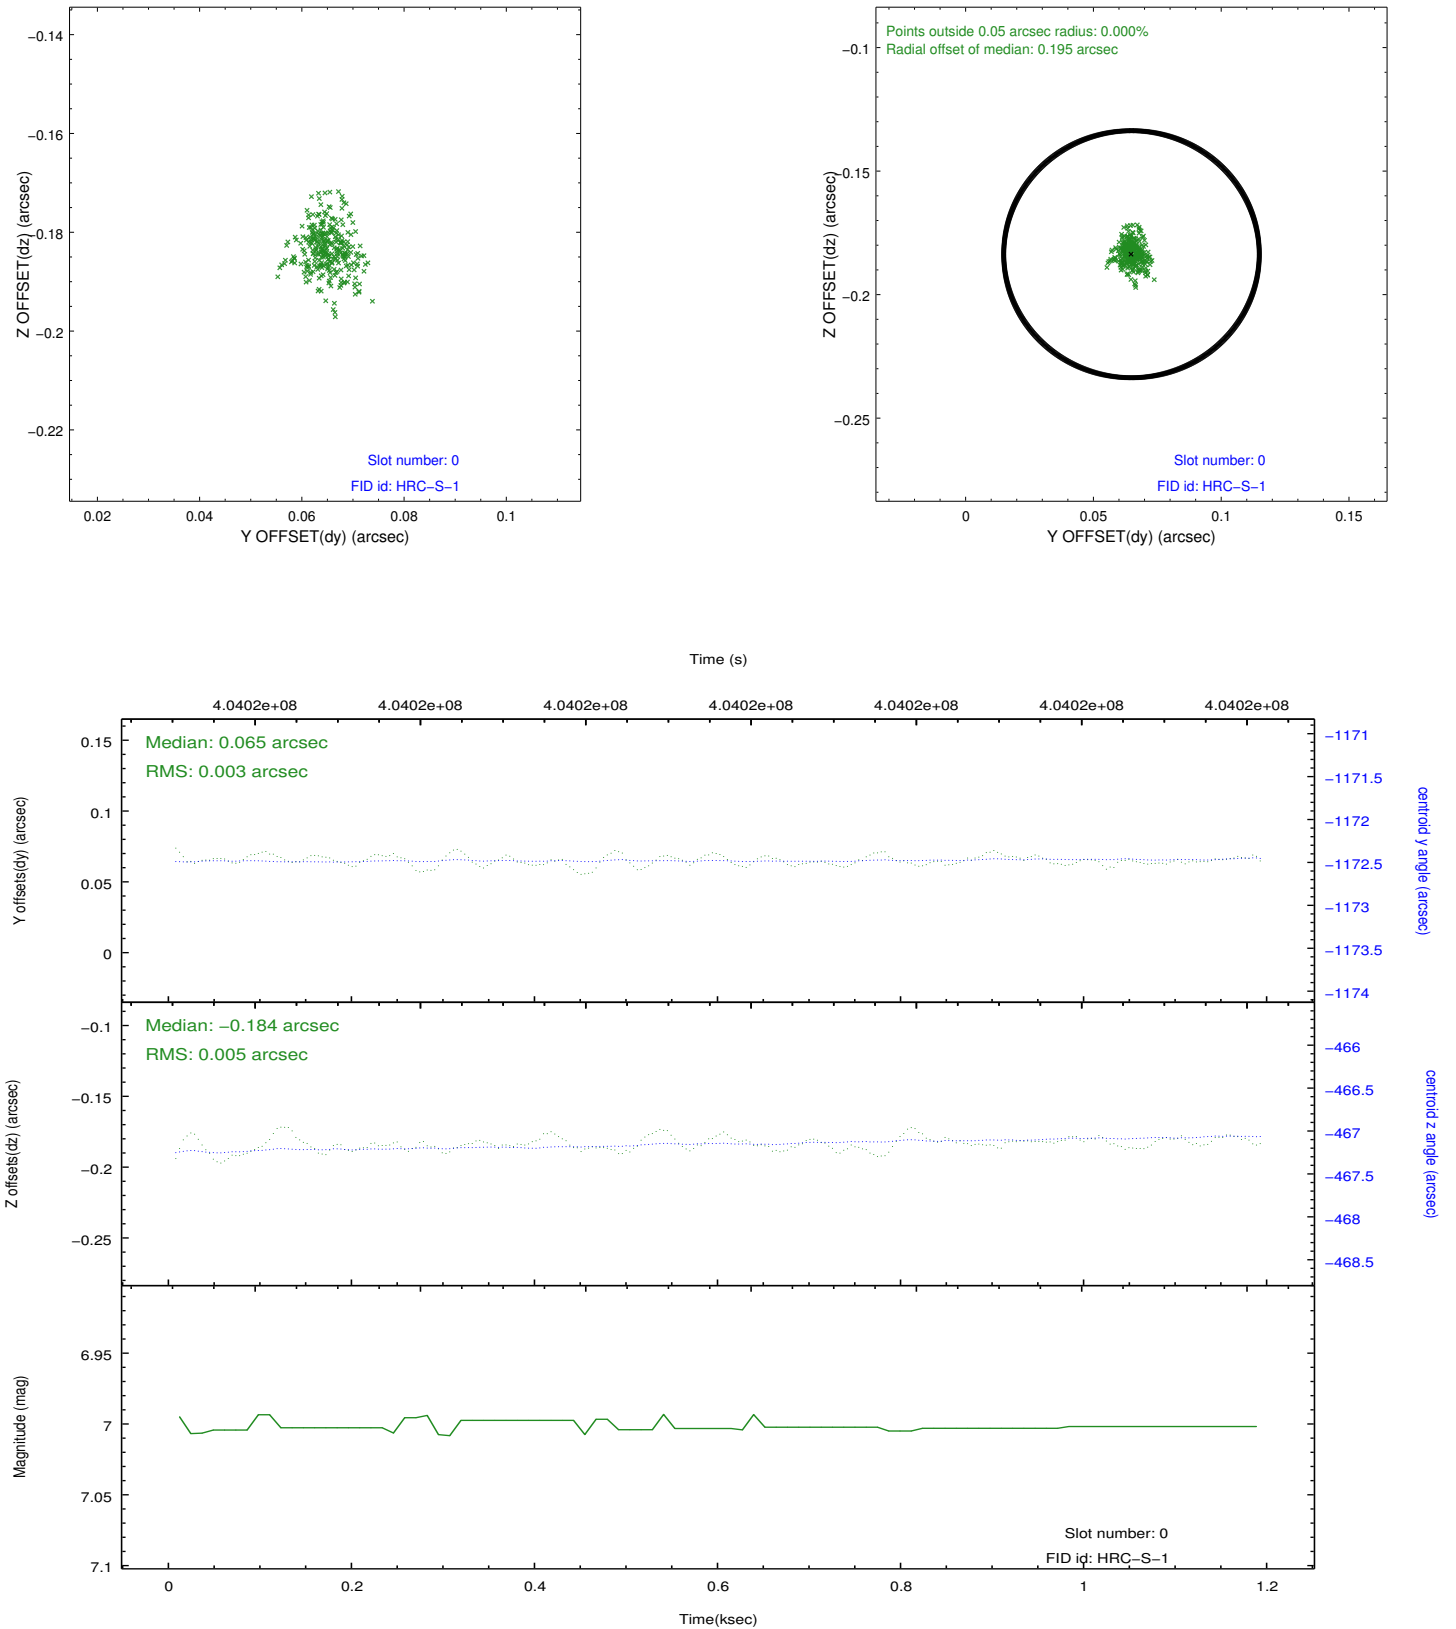 −0.14
−0.16
−0.18
−0.2
−0.22
Z OFFSET(dz) (arcsec)
Slot number: 0
FID id: HRC−S−1
0.02 0.04 0.06 0.08 0.1
Y OFFSET(dy) (arcsec)
Points outside 0.05 arcsec radius: 0.000%
Radial offset of median: 0.195 arcsec
−0.1
−0.15
−0.2
−0.25
Z OFFSET(dz) (arcsec)
Slot number: 0
FID id: HRC−S−1
0 0.05 0.1 0.15
Y OFFSET(dy) (arcsec)
Time (s)
4.0402e+08 4.0402e+08 4.0402e+08 4.0402e+08 4.0402e+08 4.0402e+08 4.0402e+08
Median: 0.065 arcsec
RMS: 0.003 arcsec
0.15
0.1
0.05
0
Y offsets(dy) (arcsec)
−1171
−1171.5
−1172
−1172.5
−1173
−1173.5
−1174
centroid y angle (arcsec)
Median: −0.184 arcsec
RMS: 0.005 arcsec
−0.1
−0.15
−0.2
−0.25
Z offsets(dz) (arcsec)
−466
−466.5
−467
−467.5
−468
−468.5
centroid z angle (arcsec)
6.95
7
7.05
7.1
Magnitude (mag)
Slot number: 0
FID id: HRC−S−1
0 0.2 0.4 0.6 0.8 1 1.2
Time(ksec)